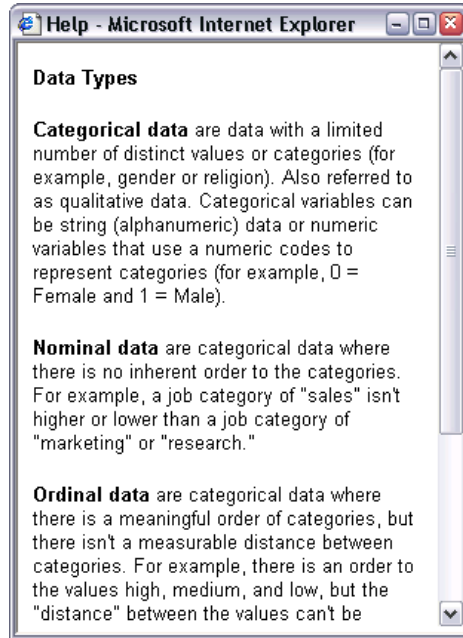 Help - Microsoft Internet Explorer
Data Types
Categorical data are data with a limited
number of distinct values or categories (for
example, gender or religion). Also referred to
as qualitative data. Categorical variables can
be string (alphanumeric) data or numeric
variables that use a numeric codes to
represent categories (for example, 0 =
Female and 1 = Male).
Nominal data are categorical data where
there is no inherent order to the categories.
For example, a job category of "sales" isn't
higher or lower than a job category of
"marketing" or "research."
Ordinal data are categorical data where
there is a meaningful order of categories, but
there isn't a measurable distance between
categories. For example, there is an order to
the values high, medium, and low, but the
"distance" between the values can't be